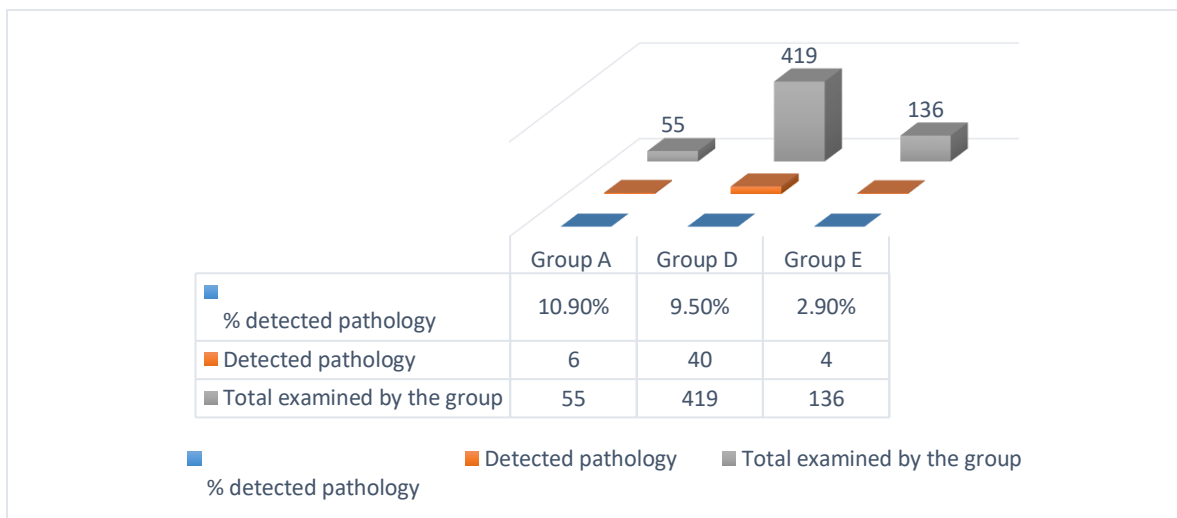 419
136
55
Group A Group D Group E
% detected pathology 10.90% 9.50% 2.90%
Detected pathology 6 40 4
Total examined by the group 55 419 136
Detected pathology Total examined by the group
% detected pathology